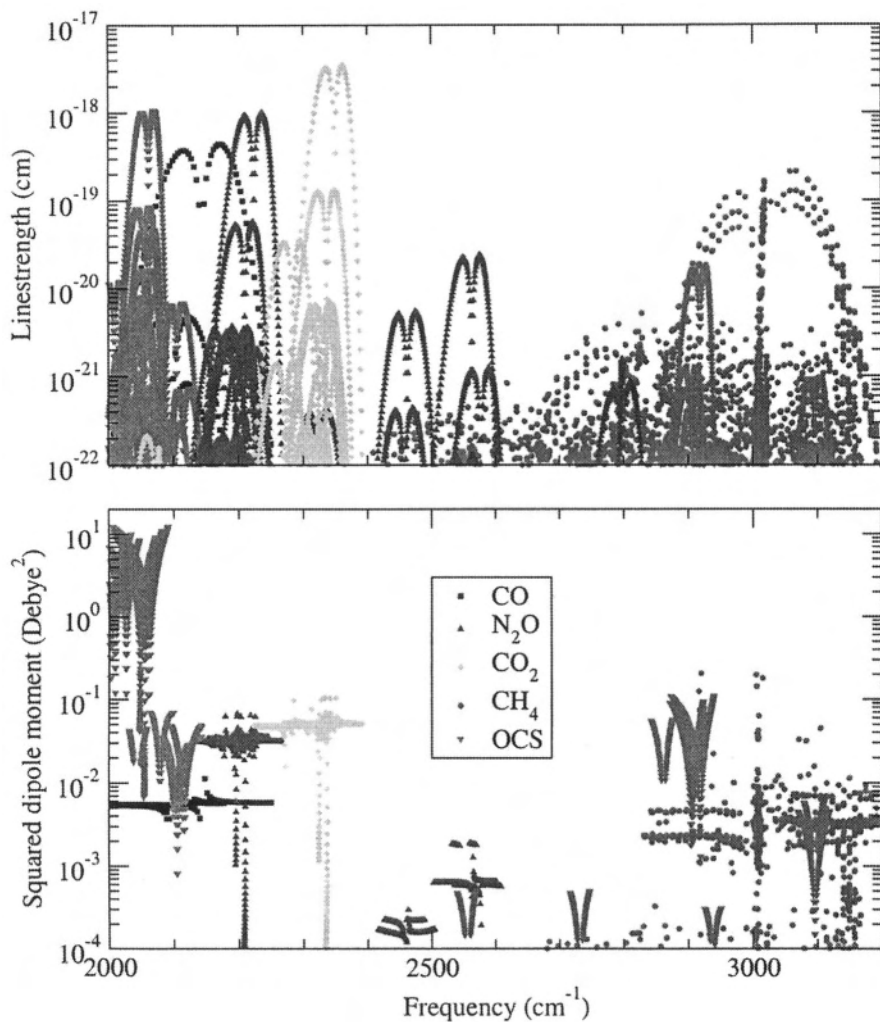 10^-17
10^-18
10^-19
10^-20
10^-21
10^-22
Linestrength (cm)
10^1
10^0
10^-1
10^-2
10^-3
10^-4
Squared dipole moment (Debye^2)
CO
N2O
CO2
CH4
OCS
2000 2500 3000
Frequency (cm^-1)